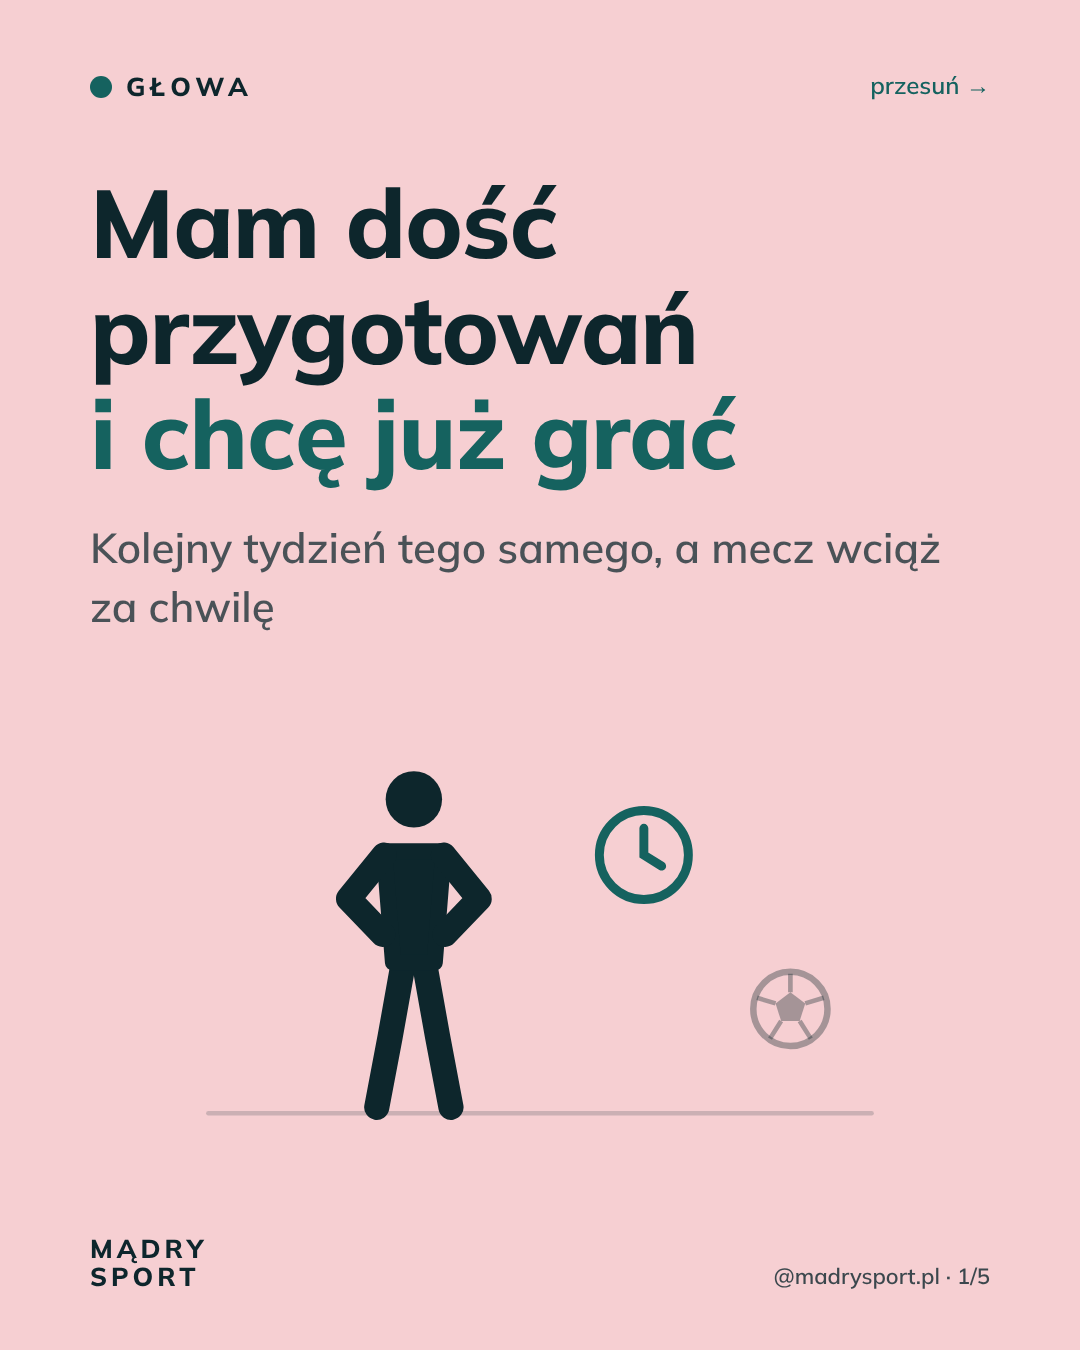 GŁOWA
przesuń →
Mam dość
przygotowań
i chcę już grać
Kolejny tydzień tego samego, a mecz wciąż
za chwilę
MĄDRY
SPORT
@madrysport.pl · 1/5